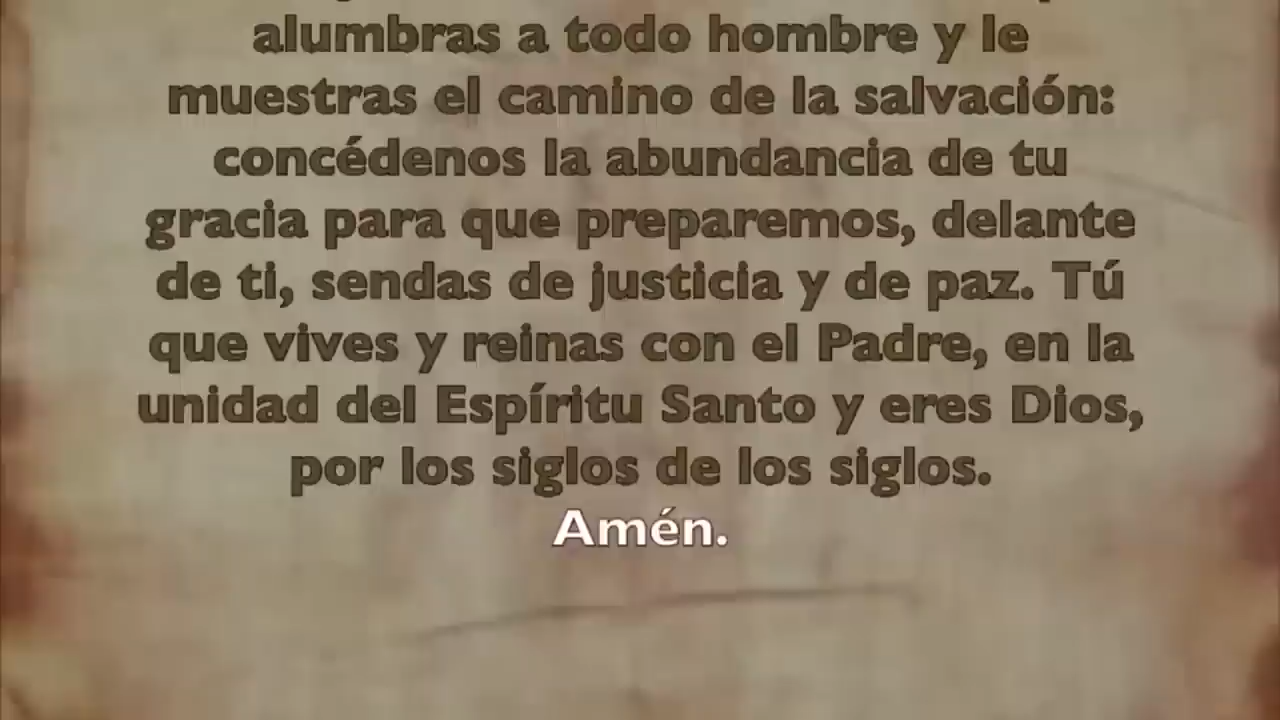 alumbras a todo hombre y le
muestras el camino de la salvación:
concédenos la abundancia de tu
gracia para que preparemos, delante
de ti, sendas de justicia y de paz. Tú
que vives y reinas con el Padre, en la
unidad del Espíritu Santo y eres Dios,
por los siglos de los siglos.
Amén.